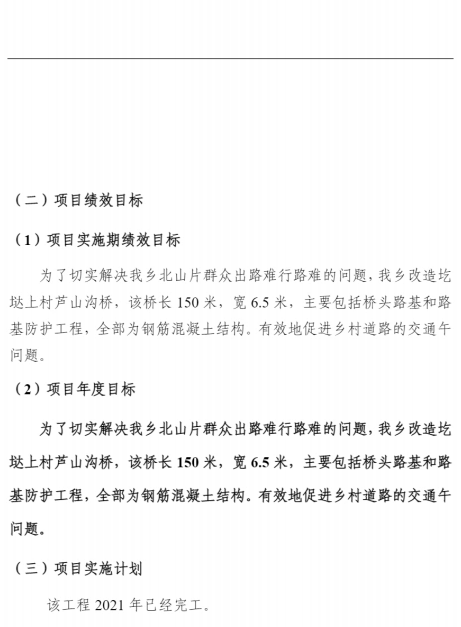 （二）项目绩效目标
（1）项目实施期绩效目标
为了切实解决我乡北山片群众出路难行路难的问题，我乡改造圪
垯上村芦山沟桥，该桥长 150 米，宽 6.5 米，主要包括桥头路基和路
基防护工程，全部为钢筋混凝土结构。有效地促进乡村道路的交通午
问题。
（2）项目年度目标
为了切实解决我乡北山片群众出路难行路难的问题，我乡改造圪
垯上村芦山沟桥，该桥长 150 米，宽 6.5 米，主要包括桥头路基和路
基防护工程，全部为钢筋混凝土结构。有效地促进乡村道路的交通午
问题。
（三）项目实施计划
该工程 2021 年已经完工。